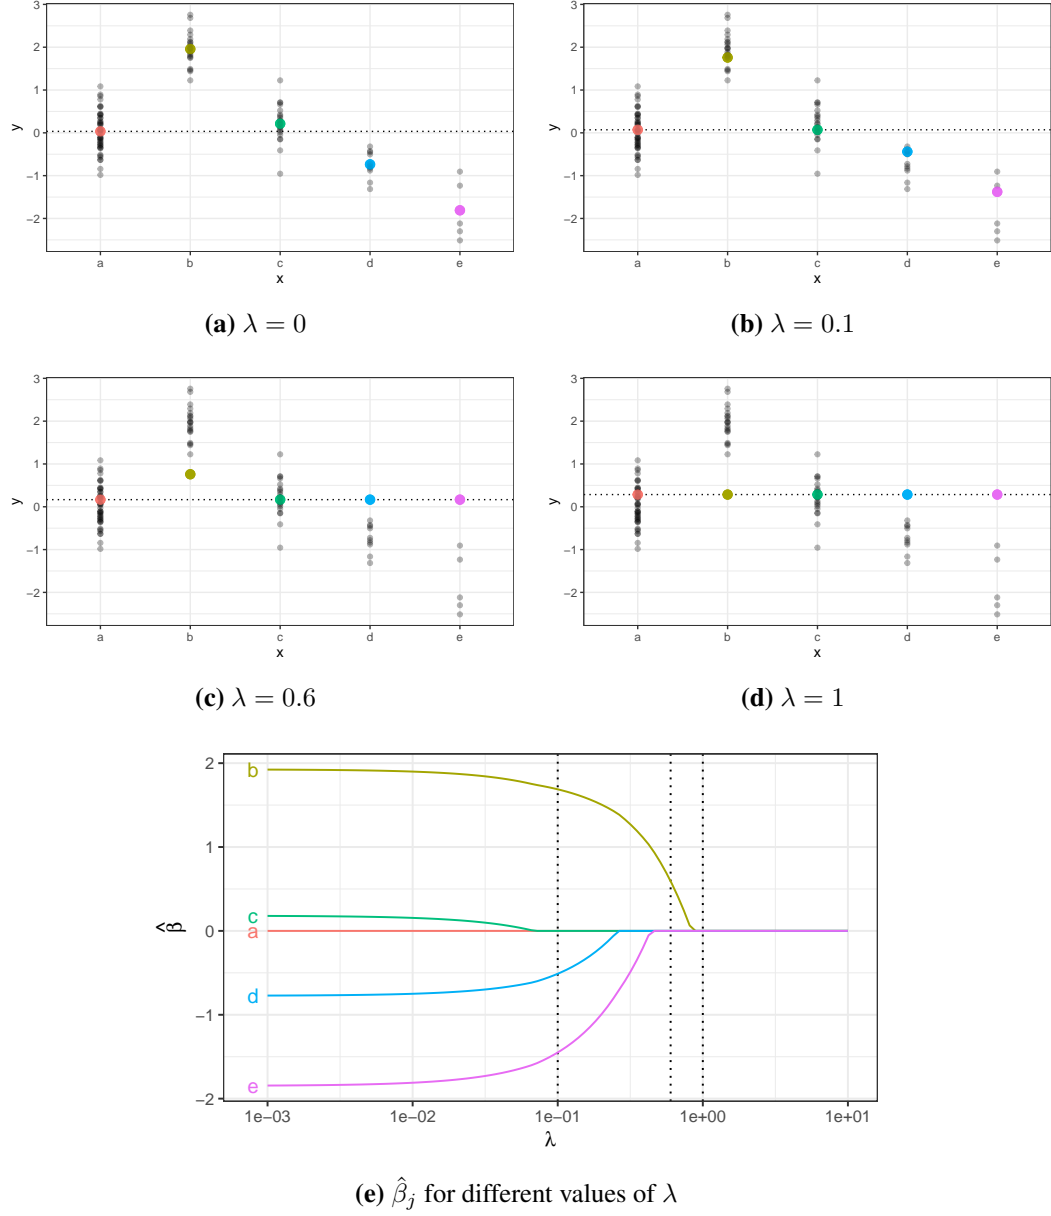 3
2
1
0
−1
−2
y
a b c d e
x
(a) λ = 0
3
2
1
0
−1
−2
y
a b c d e
x
(b) λ = 0.1
3
2
1
0
−1
−2
y
a b c d e
x
(c) λ = 0.6
3
2
1
0
−1
−2
y
a b c d e
x
(d) λ = 1
2
1
0
−1
−2
β̂
b
c
a
d
e
1e−03 1e−02 1e−01 1e+00 1e+01
λ
(e) β̂ⱼ for different values of λ